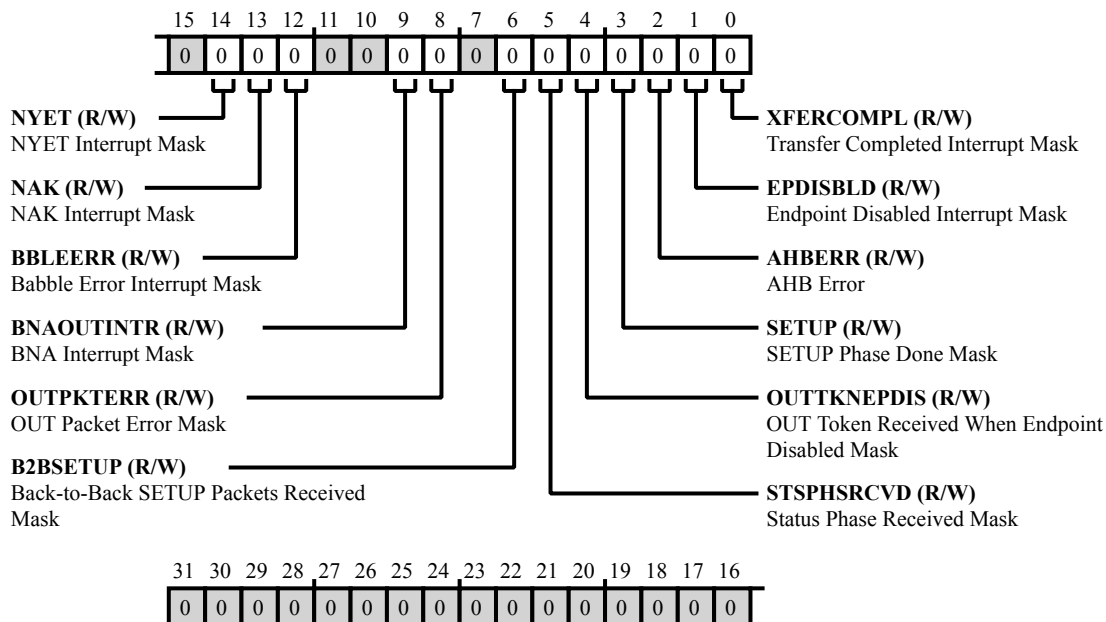 15 14 13 12 11 10 9 8 7 6 5 4 3 2 1 0
0 0 0 0 0 0 0 0 0 0 0 0 0 0 0 0
NYET (R/W)
NYET Interrupt Mask
NAK (R/W)
NAK Interrupt Mask
BBLEERR (R/W)
Babble Error Interrupt Mask
BNAOUTINTR (R/W)
BNA Interrupt Mask
OUTPKTERR (R/W)
OUT Packet Error Mask
B2BSETUP (R/W)
Back-to-Back SETUP Packets Received
Mask
XFERCOMPL (R/W)
Transfer Completed Interrupt Mask
EPDISBLD (R/W)
Endpoint Disabled Interrupt Mask
AHBERR (R/W)
AHB Error
SETUP (R/W)
SETUP Phase Done Mask
OUTTKNEPDIS (R/W)
OUT Token Received When Endpoint
Disabled Mask
STSPHSRCVD (R/W)
Status Phase Received Mask
31 30 29 28 27 26 25 24 23 22 21 20 19 18 17 16
0 0 0 0 0 0 0 0 0 0 0 0 0 0 0 0